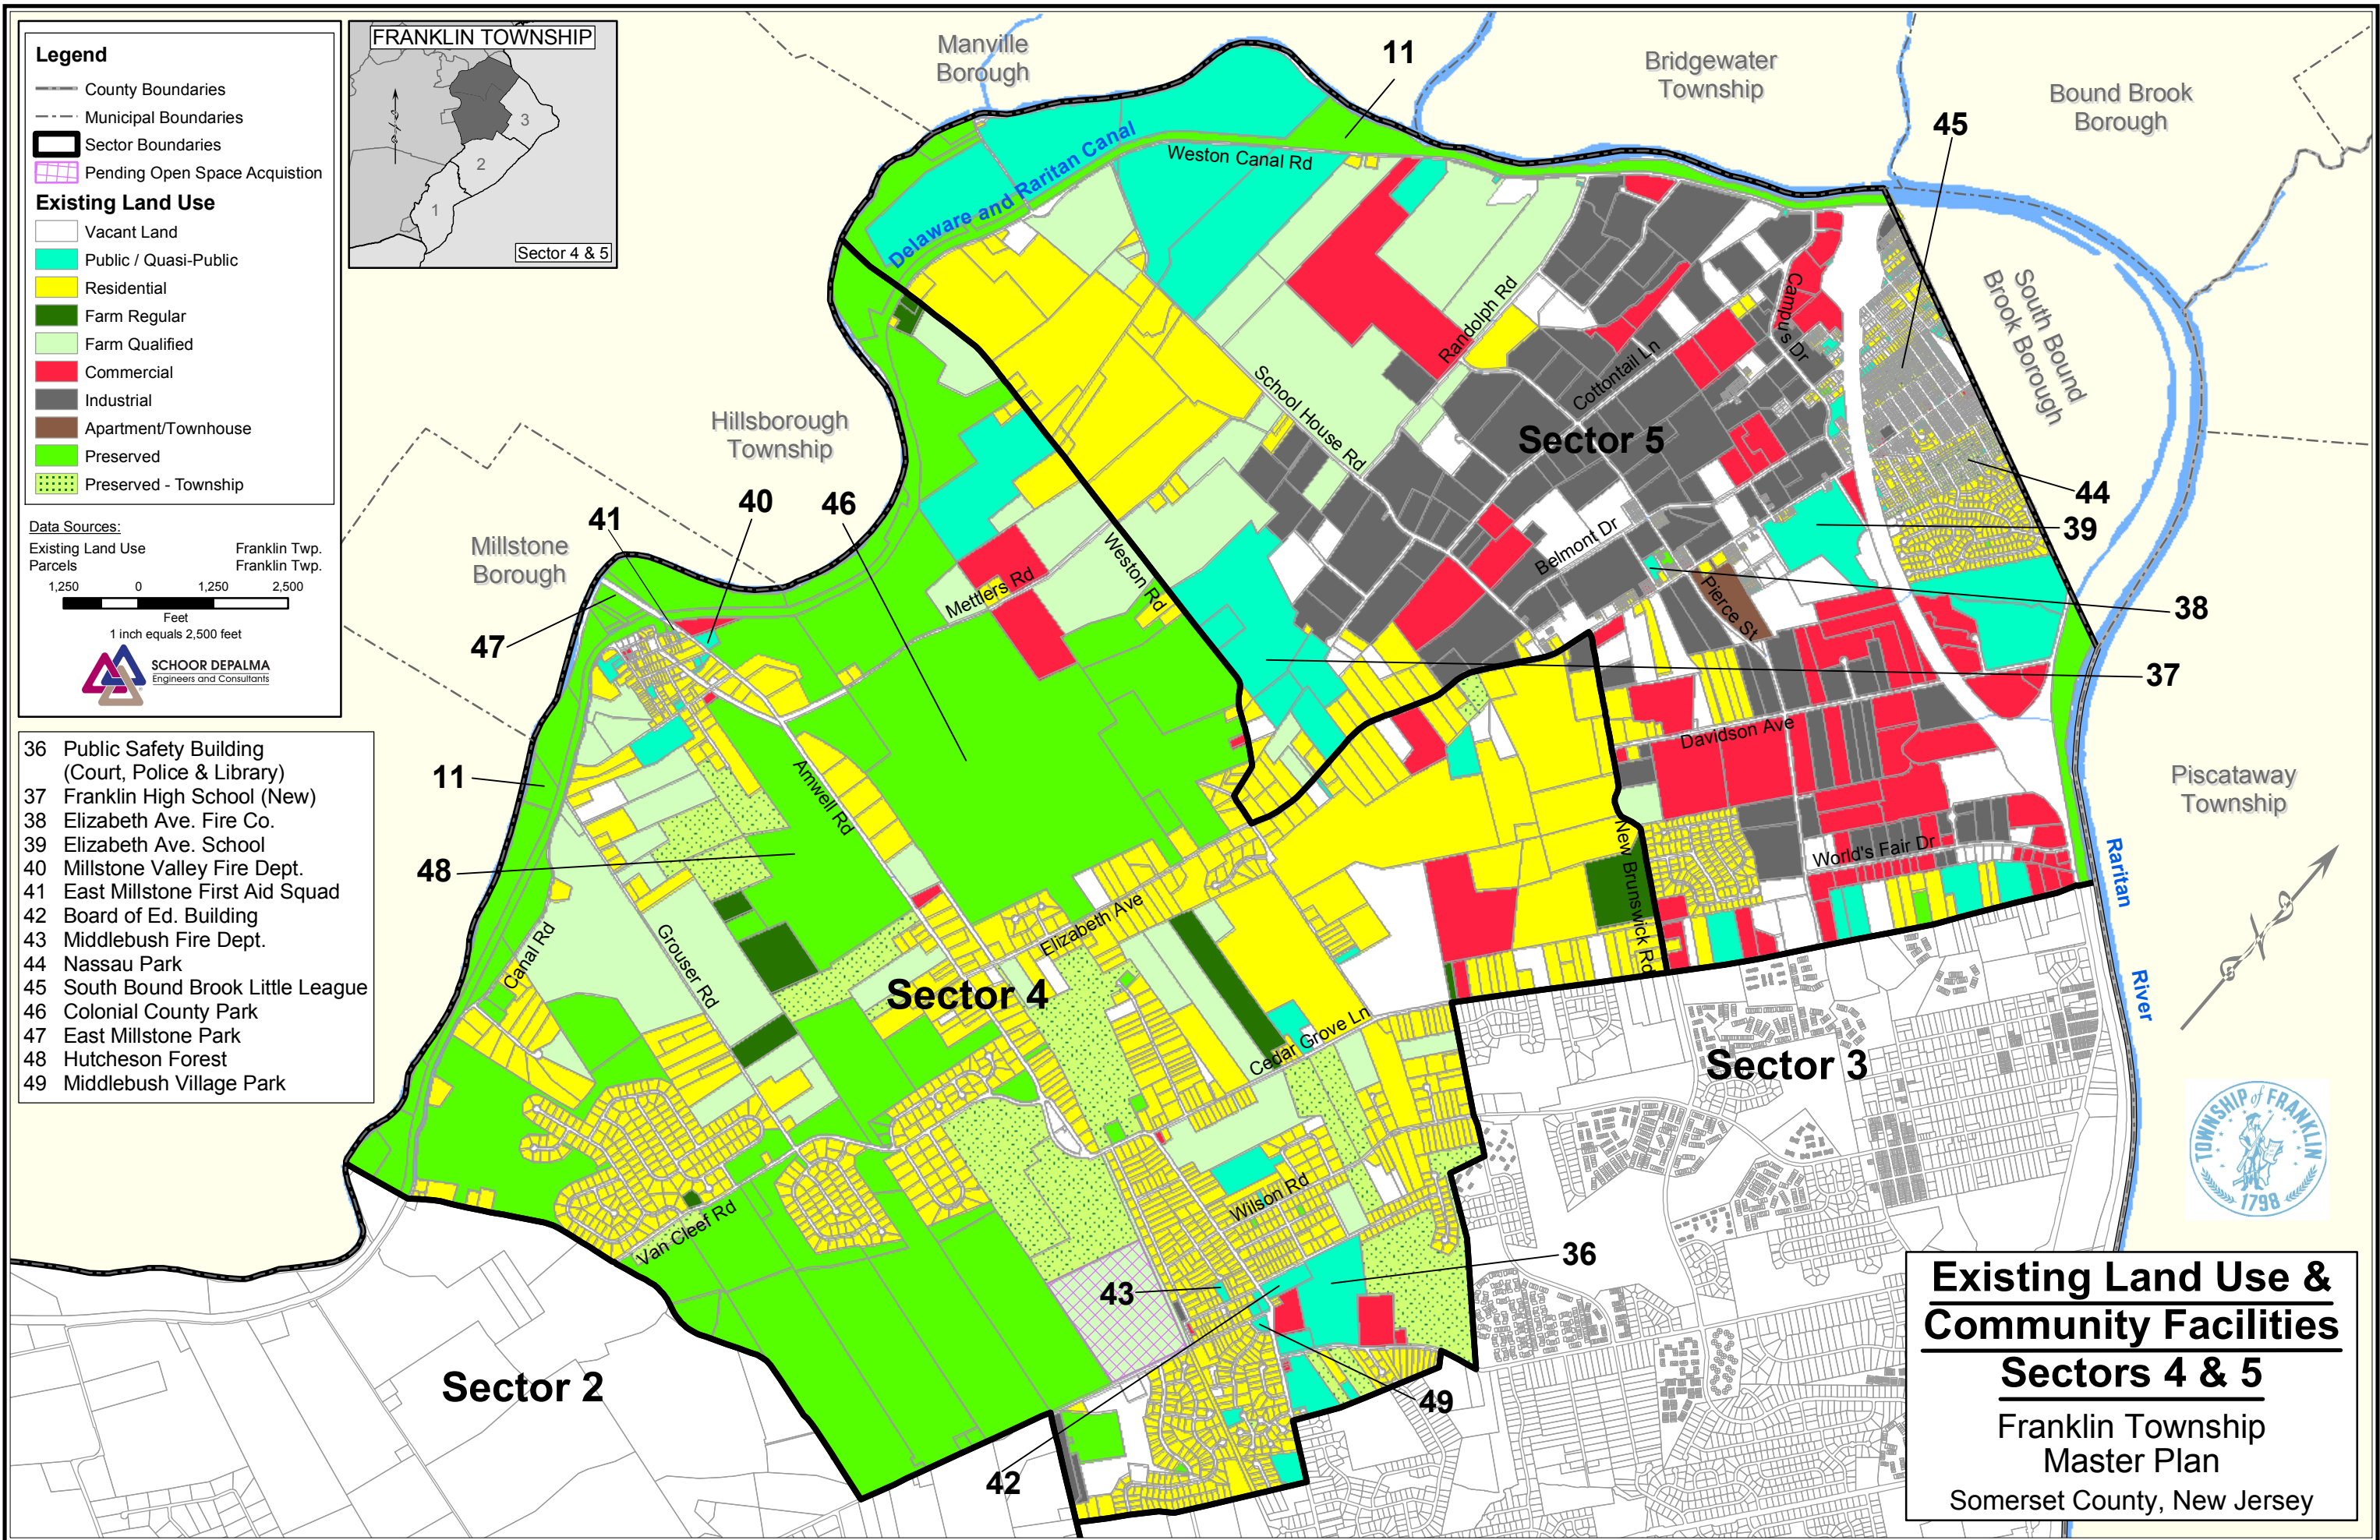 Legend
County Boundaries
Municipal Boundaries
Sector Boundaries
Pending Open Space Acquistion
Existing Land Use
Vacant Land
Public / Quasi-Public
Residential
Farm Regular
Farm Qualified
Commercial
Industrial
Apartment/Townhouse
Preserved
Preserved - Township
Data Sources:
Existing Land Use Franklin Twp.
Parcels Franklin Twp.
1,250 0 1,250 2,500
Feet
1 inch equals 2,500 feet
SCHOOR DEPALMA
Engineers and Consultants
FRANKLIN TOWNSHIP
3
2
1
Sector 4 & 5
36 Public Safety Building
(Court, Police & Library)
37 Franklin High School (New)
38 Elizabeth Ave. Fire Co.
39 Elizabeth Ave. School
40 Millstone Valley Fire Dept.
41 East Millstone First Aid Squad
42 Board of Ed. Building
43 Middlebush Fire Dept.
44 Nassau Park
45 South Bound Brook Little League
46 Colonial County Park
47 East Millstone Park
48 Hutcheson Forest
49 Middlebush Village Park
Manville
Borough
11
Bridgewater
Township
Bound Brook
Borough
45
Delaware and Raritan Canal
Weston Canal Rd
South Bound
Brook Borough
Campus Dr
Randolph Rd
Cottontail Ln
School House Rd
Sector 5
Hillsborough
Township
41
40
46
44
39
Millstone
Borough
Weston Rd
Belmont Dr
Mettlers Rd
Pierce St
38
47
37
Davidson Ave
11
Amwell Rd
Piscataway
Township
48
New Brunswick Rd
World's Fair Dr
Raritan
River
Elizabeth Ave
Canal Rd
Grouser Rd
Sector 4
Cedar Grove Ln
Sector 3
TOWNSHIP of FRANKLIN
1798
Wilson Rd
Van Cleef Rd
36
43
Sector 2
49
42
Existing Land Use &
Community Facilities
Sectors 4 & 5
Franklin Township
Master Plan
Somerset County, New Jersey